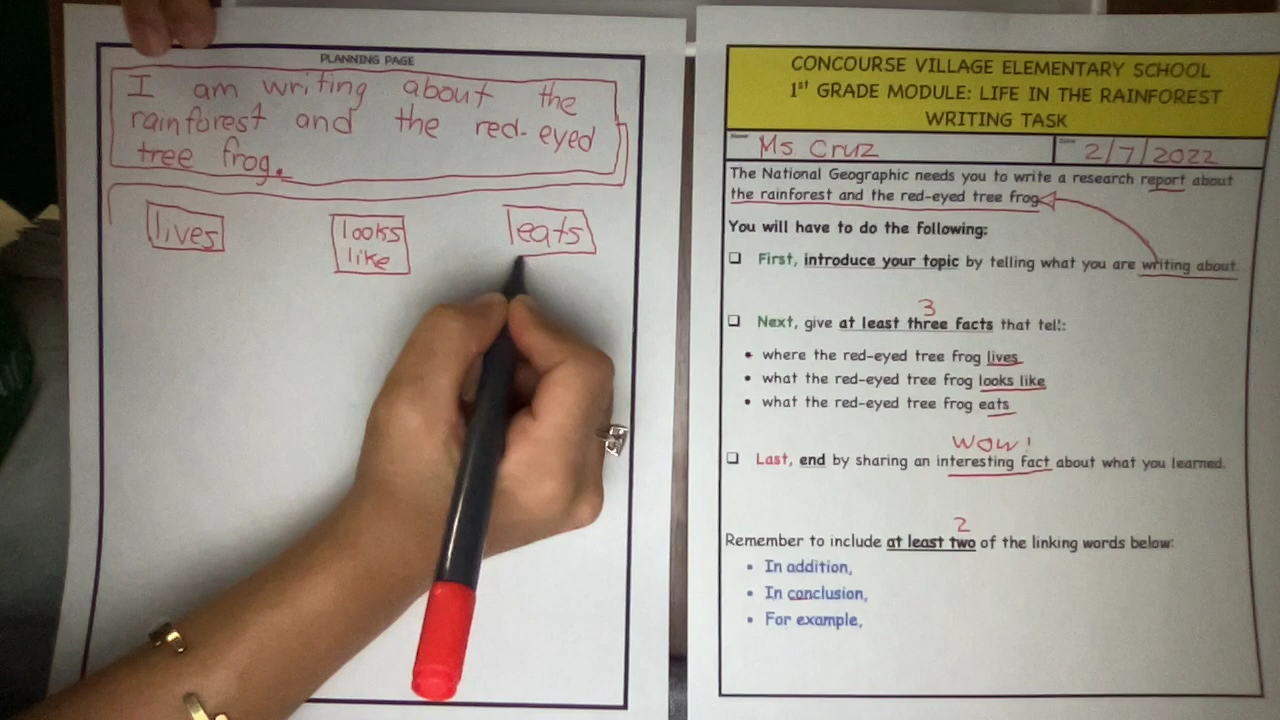 PLANNING PAGE
I am writing about the
rainforest and the red-eyed
tree frog.
lives
looks
like
eats
CONCOURSE VILLAGE ELEMENTARY SCHOOL
1st GRADE MODULE: LIFE IN THE RAINFOREST
WRITING TASK
Name Ms Cruz Date 2/7/2022
The National Geographic needs you to write a research report about
the rainforest and the red-eyed tree frog
You will have to do the following:
❑ First, introduce your topic by telling what you are writing about.
3
❑ Next, give at least three facts that tell:
• where the red-eyed tree frog lives
• what the red-eyed tree frog looks like
• what the red-eyed tree frog eats
WOW!
❑ Last, end by sharing an interesting fact about what you learned.
2
Remember to include at least two of the linking words below:
• In addition,
• In conclusion,
• For example,